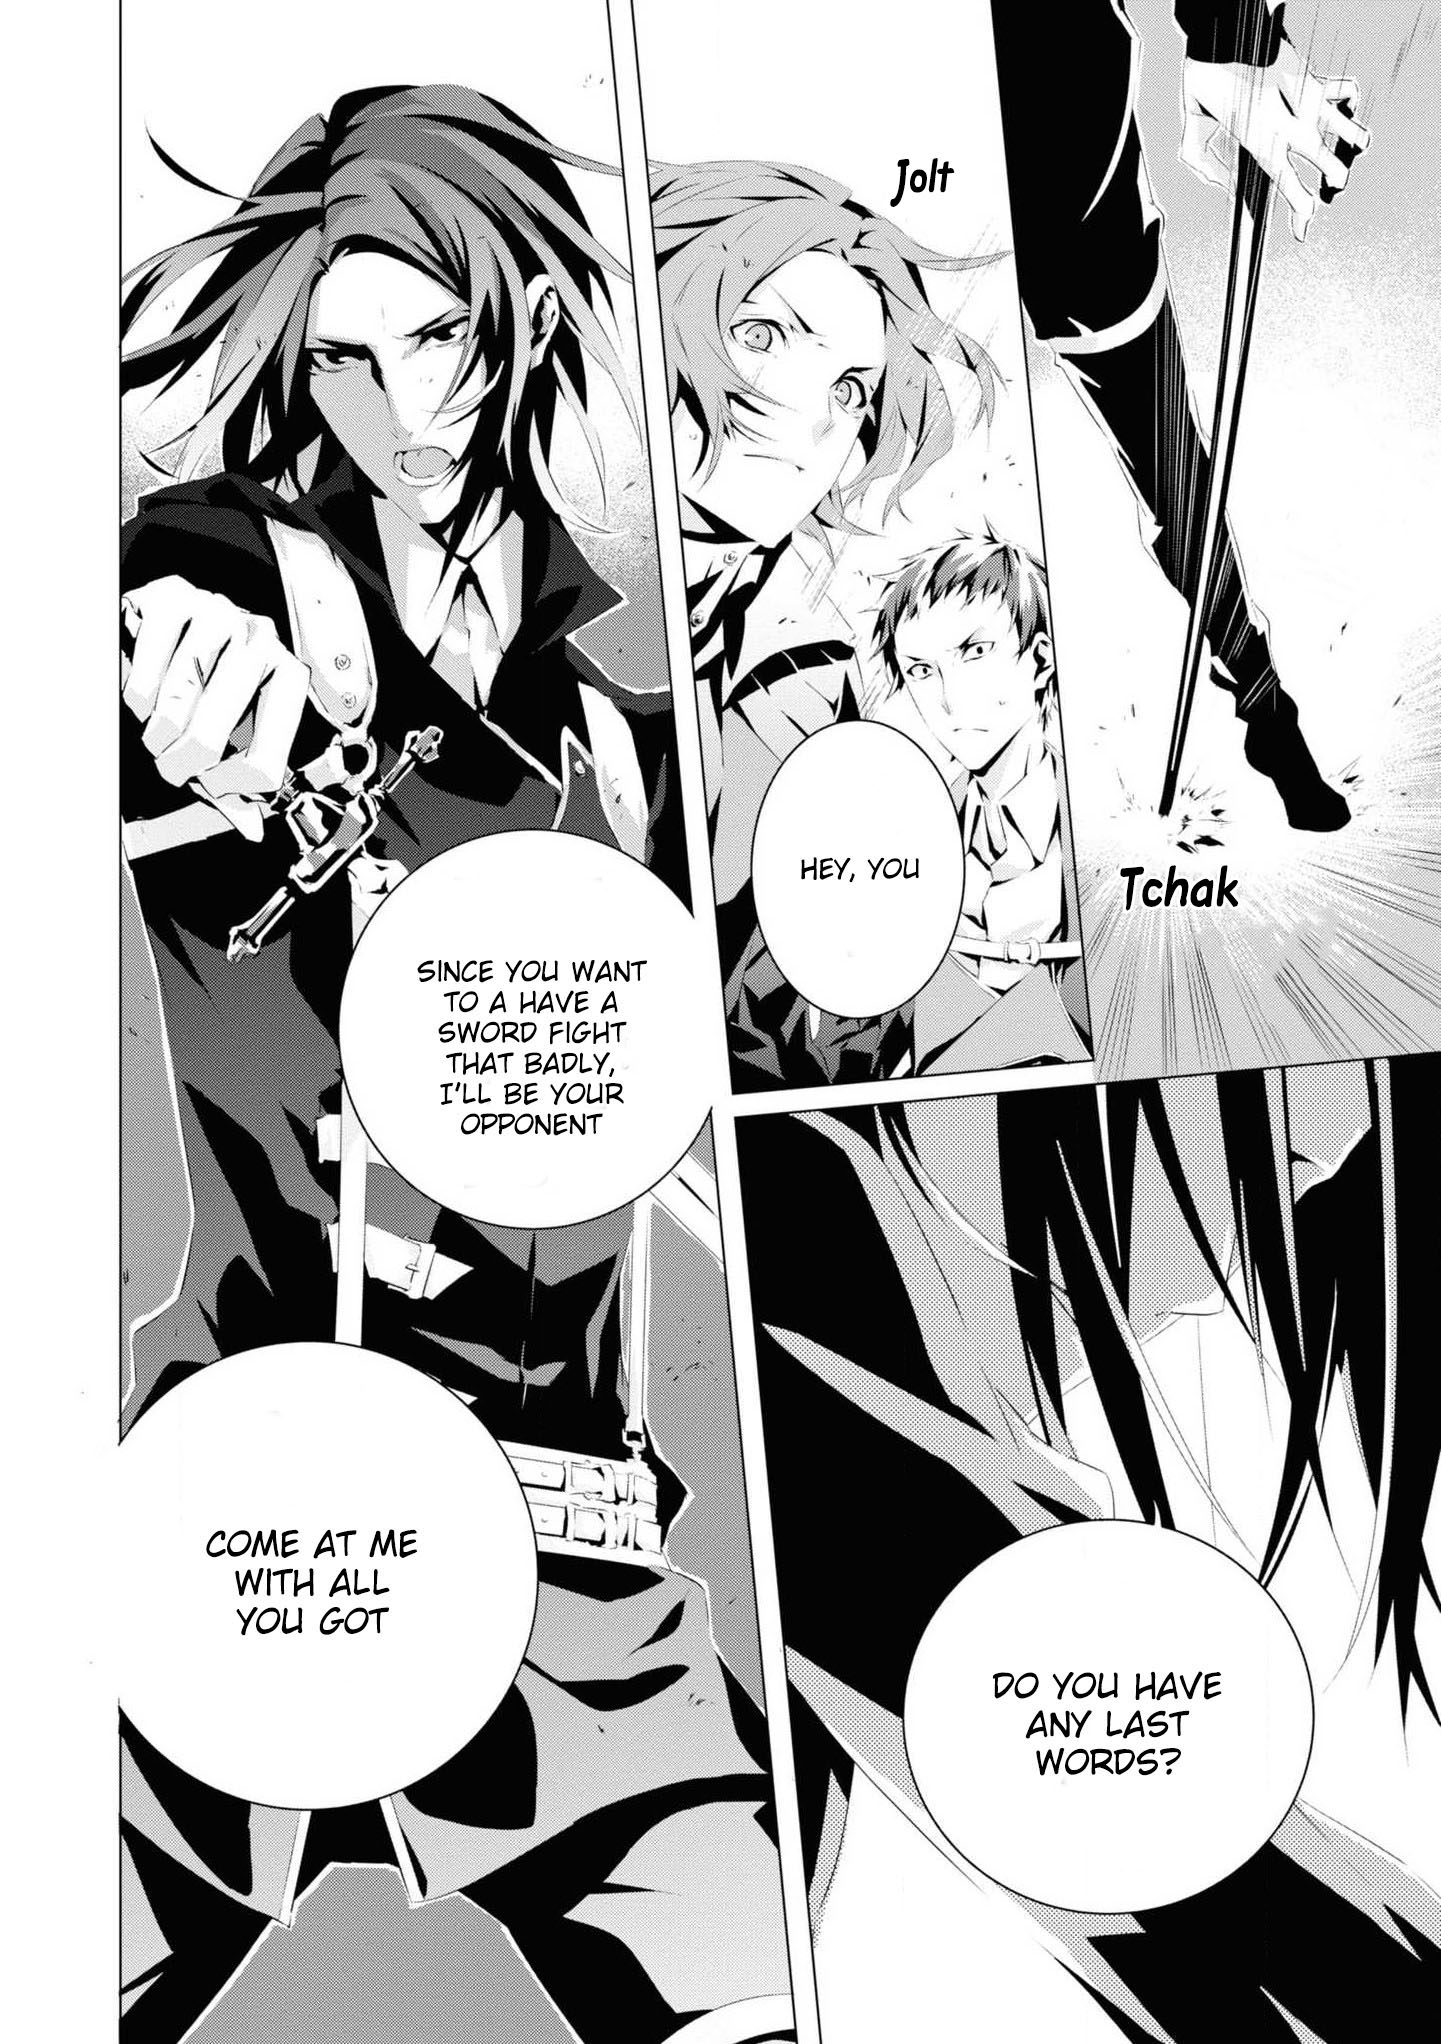 Tchak
Jolt
HEY, YOU
DO YOU HAVE
ANY LAST
WORDS?
SINCE YOU WANT
TO A HAVE A
SWORD FIGHT
THAT BADLY,
I'LL BE YOUR
OPPONENT
COME AT ME
WITH ALL
YOU GOT